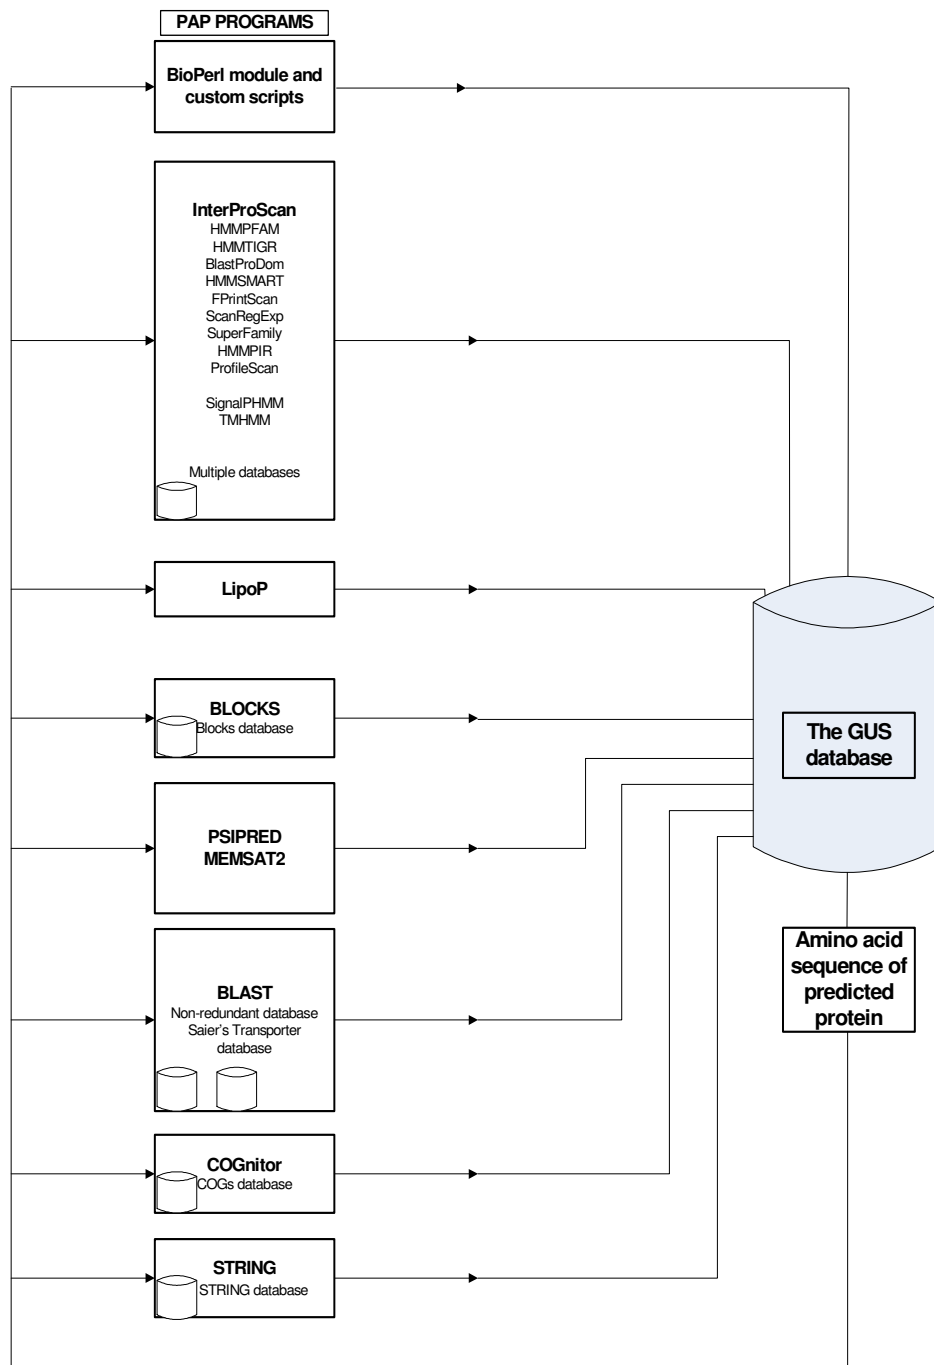 PAP PROGRAMS
BioPerl module and
custom scripts
InterProScan
HMMPFAM
HMMTIGR
BlastProDom
HMMSMART
FPrintScan
ScanRegExp
SuperFamily
HMMPIR
ProfileScan
SignalPHMM
TMHMM
Multiple databases
LipoP
BLOCKS
Blocks database
PSIPRED
MEMSAT2
BLAST
Non-redundant database
Saier's Transporter
database
COGnitor
COGs database
STRING
STRING database
The GUS
database
Amino acid
sequence of
predicted
protein